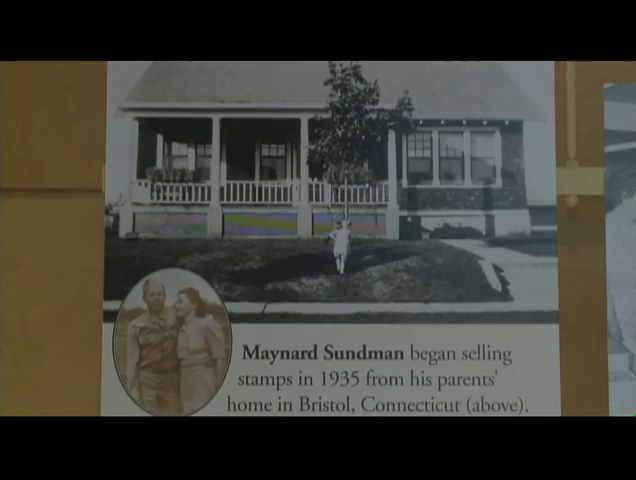 Maynard Sundman began selling
stamps in 1935 from his parents'
home in Bristol, Connecticut (above).